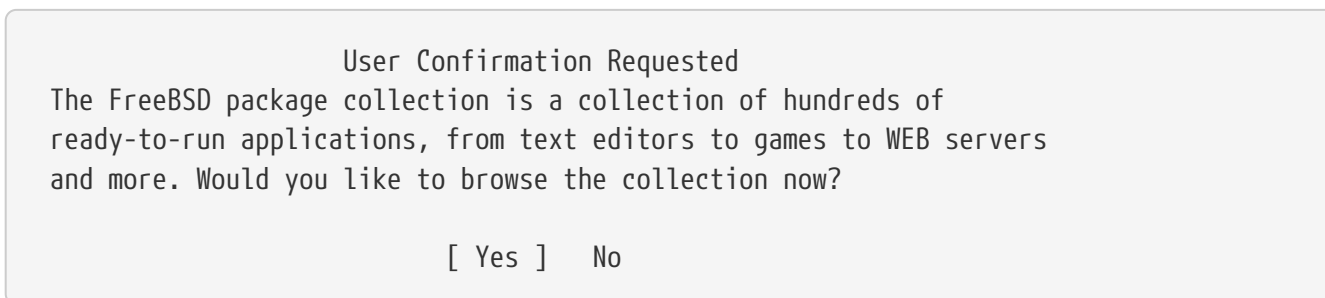 User Confirmation Requested
The FreeBSD package collection is a collection of hundreds of
ready-to-run applications, from text editors to games to WEB servers
and more. Would you like to browse the collection now?
[ Yes ]   No